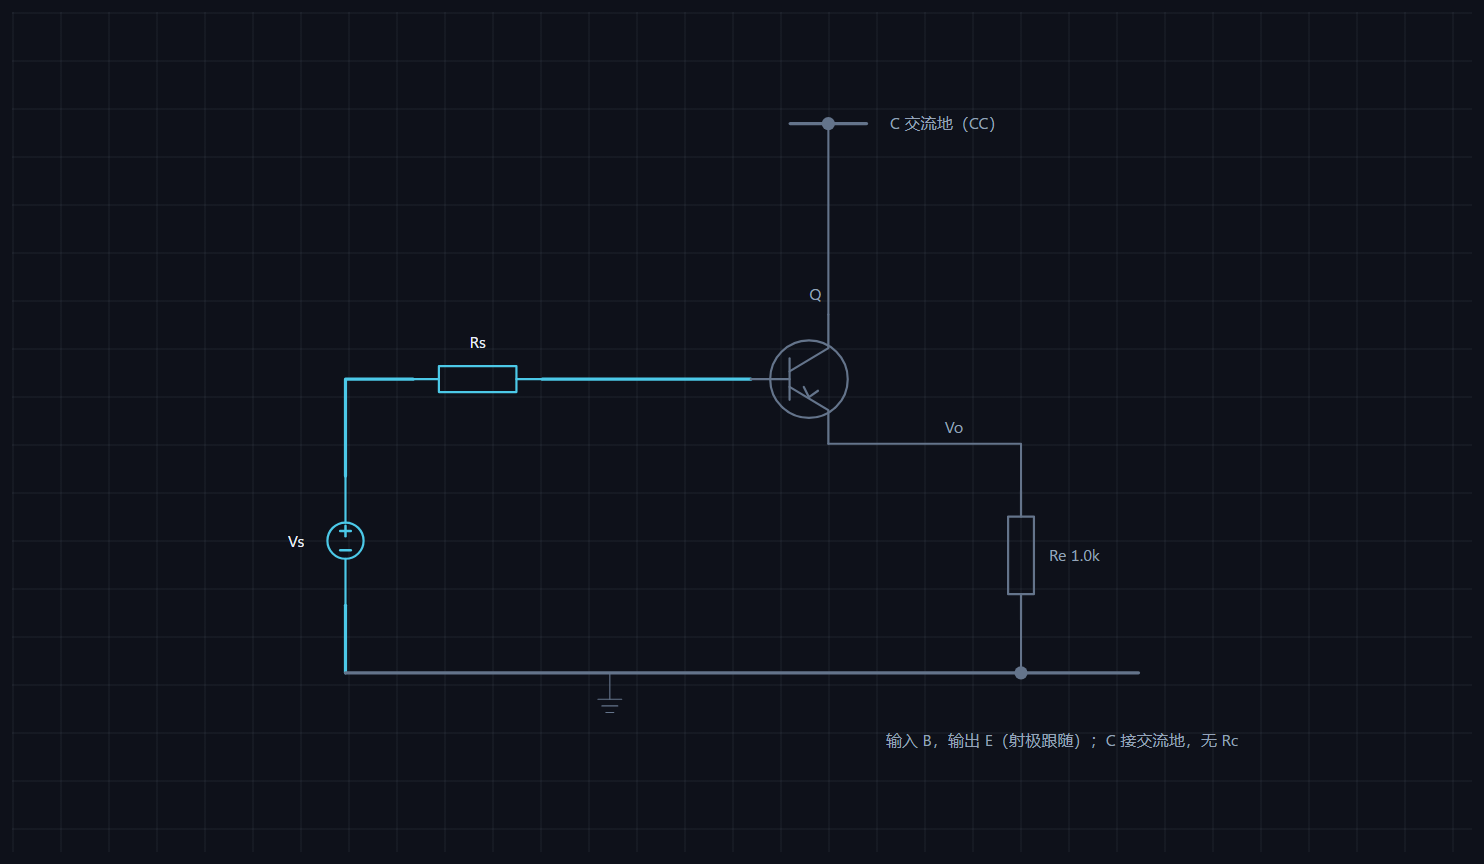 C 交流地（CC）
Q
Rs
Vo
Vs
Re 1.0k
输入 B，输出 E（射极跟随）；C 接交流地，无 Rc